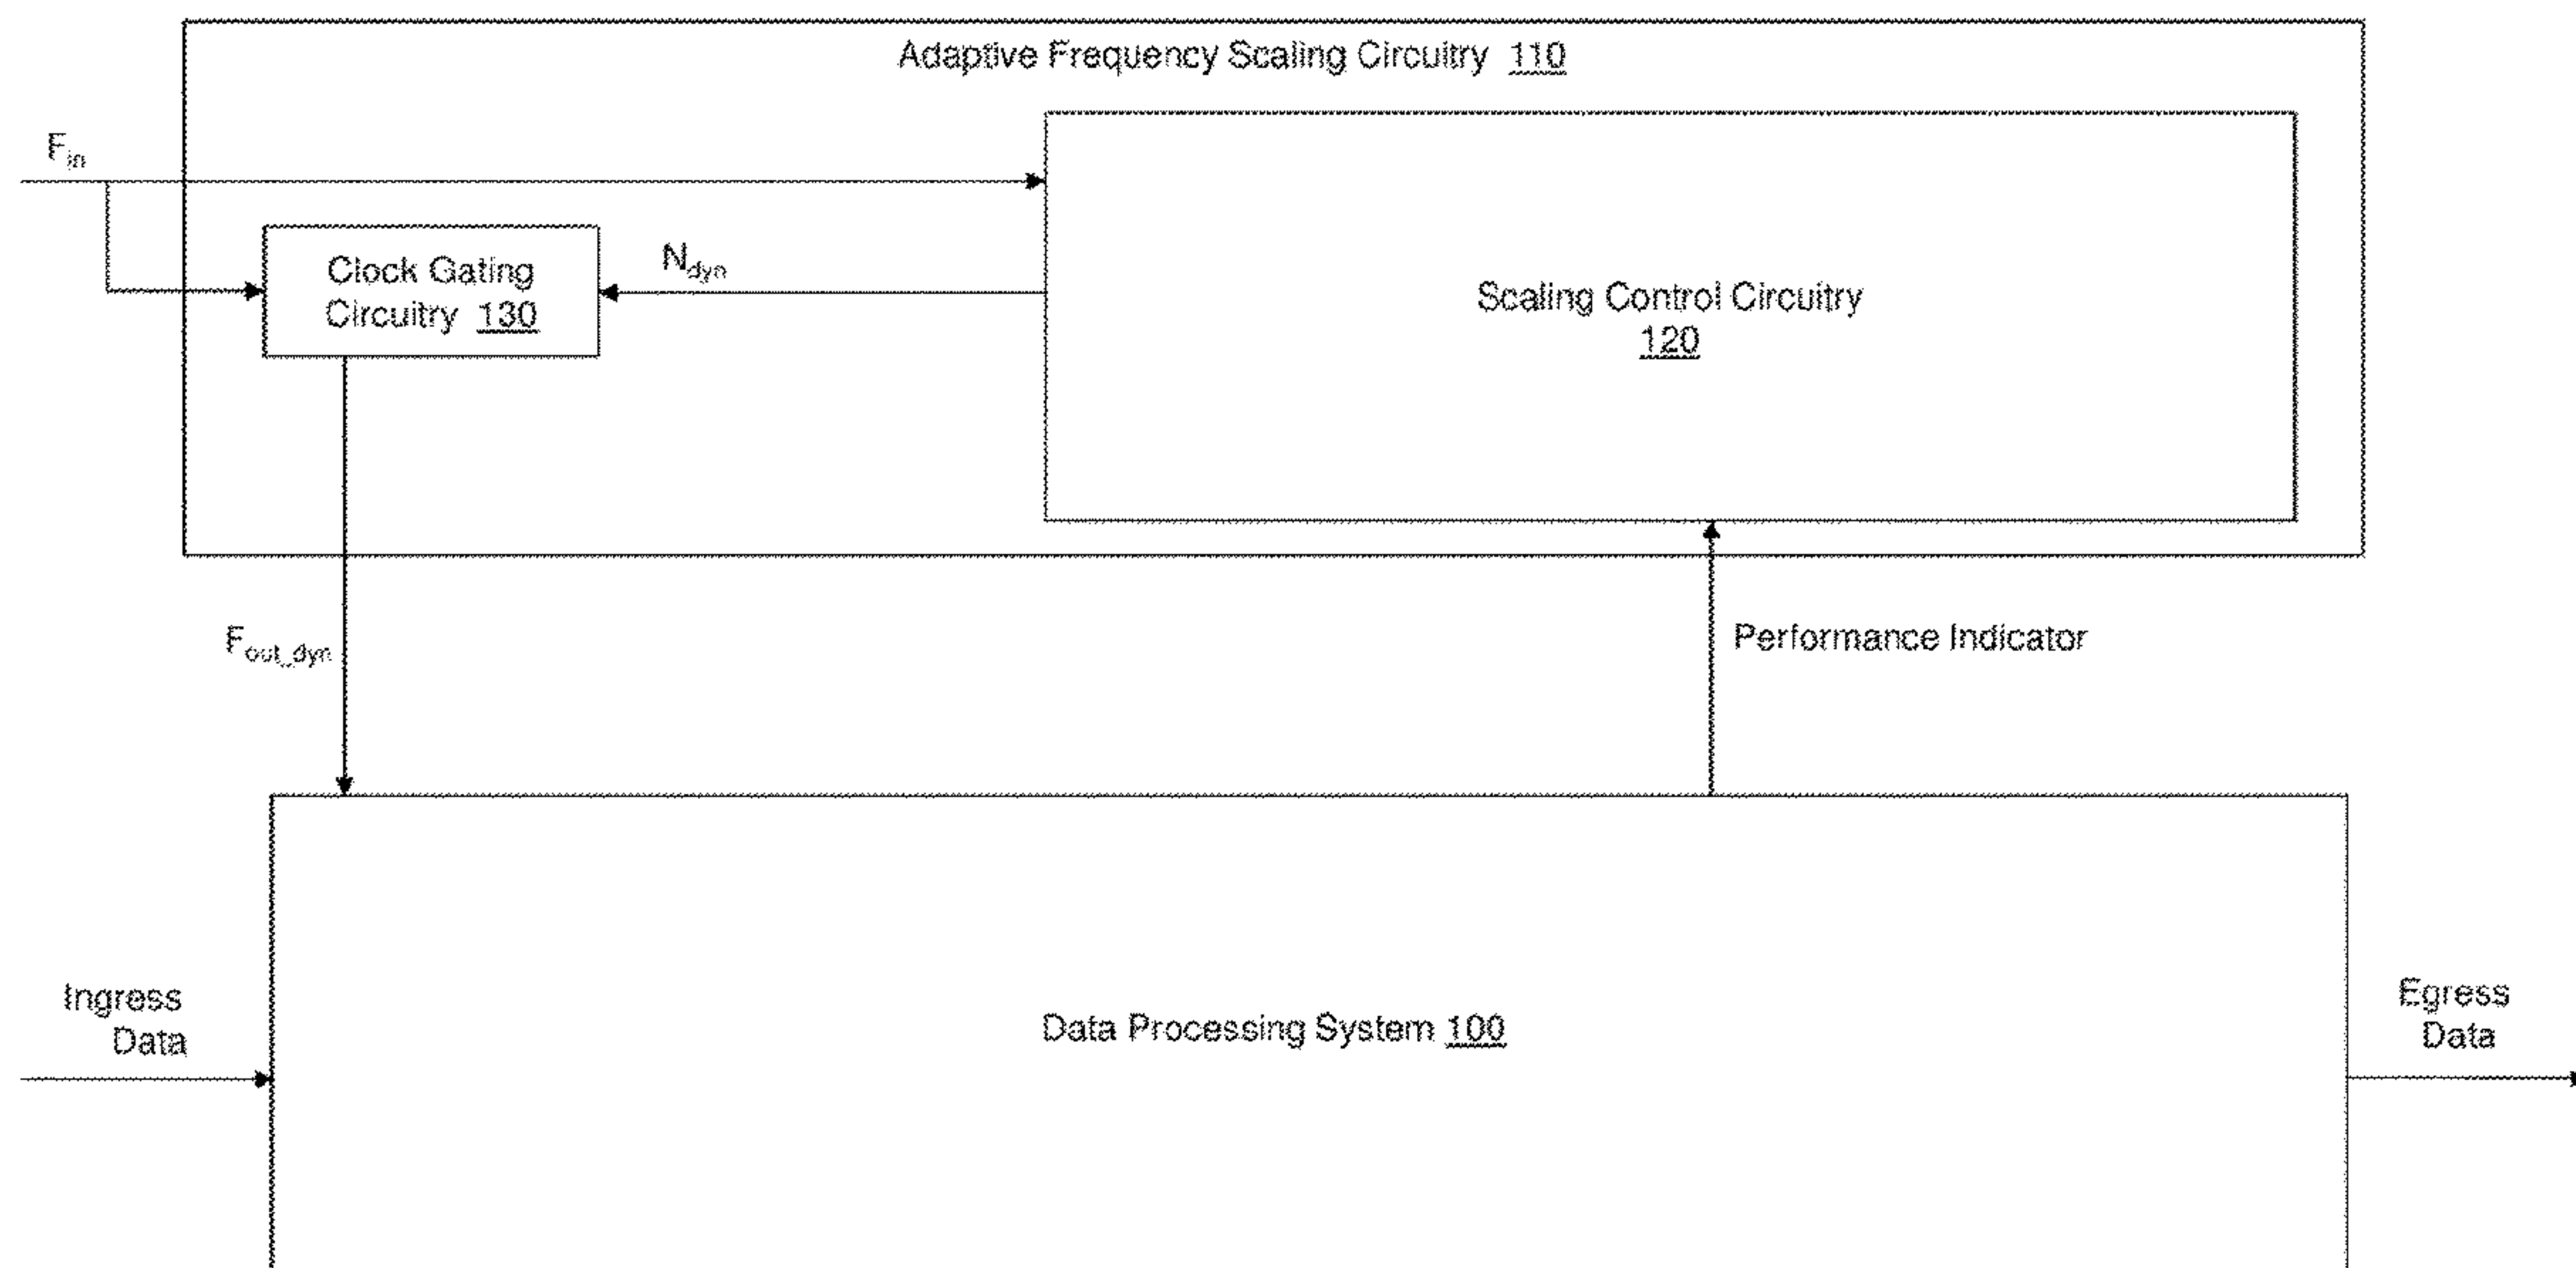 Adaptive Frequency Scaling Circuitry 110
Fin
Clock Gating
Circuitry 130
Ndyn
Scaling Control Circuitry
120
Fout_dyn
Performance Indicator
Ingress
Data
Data Processing System 100
Egress
Data